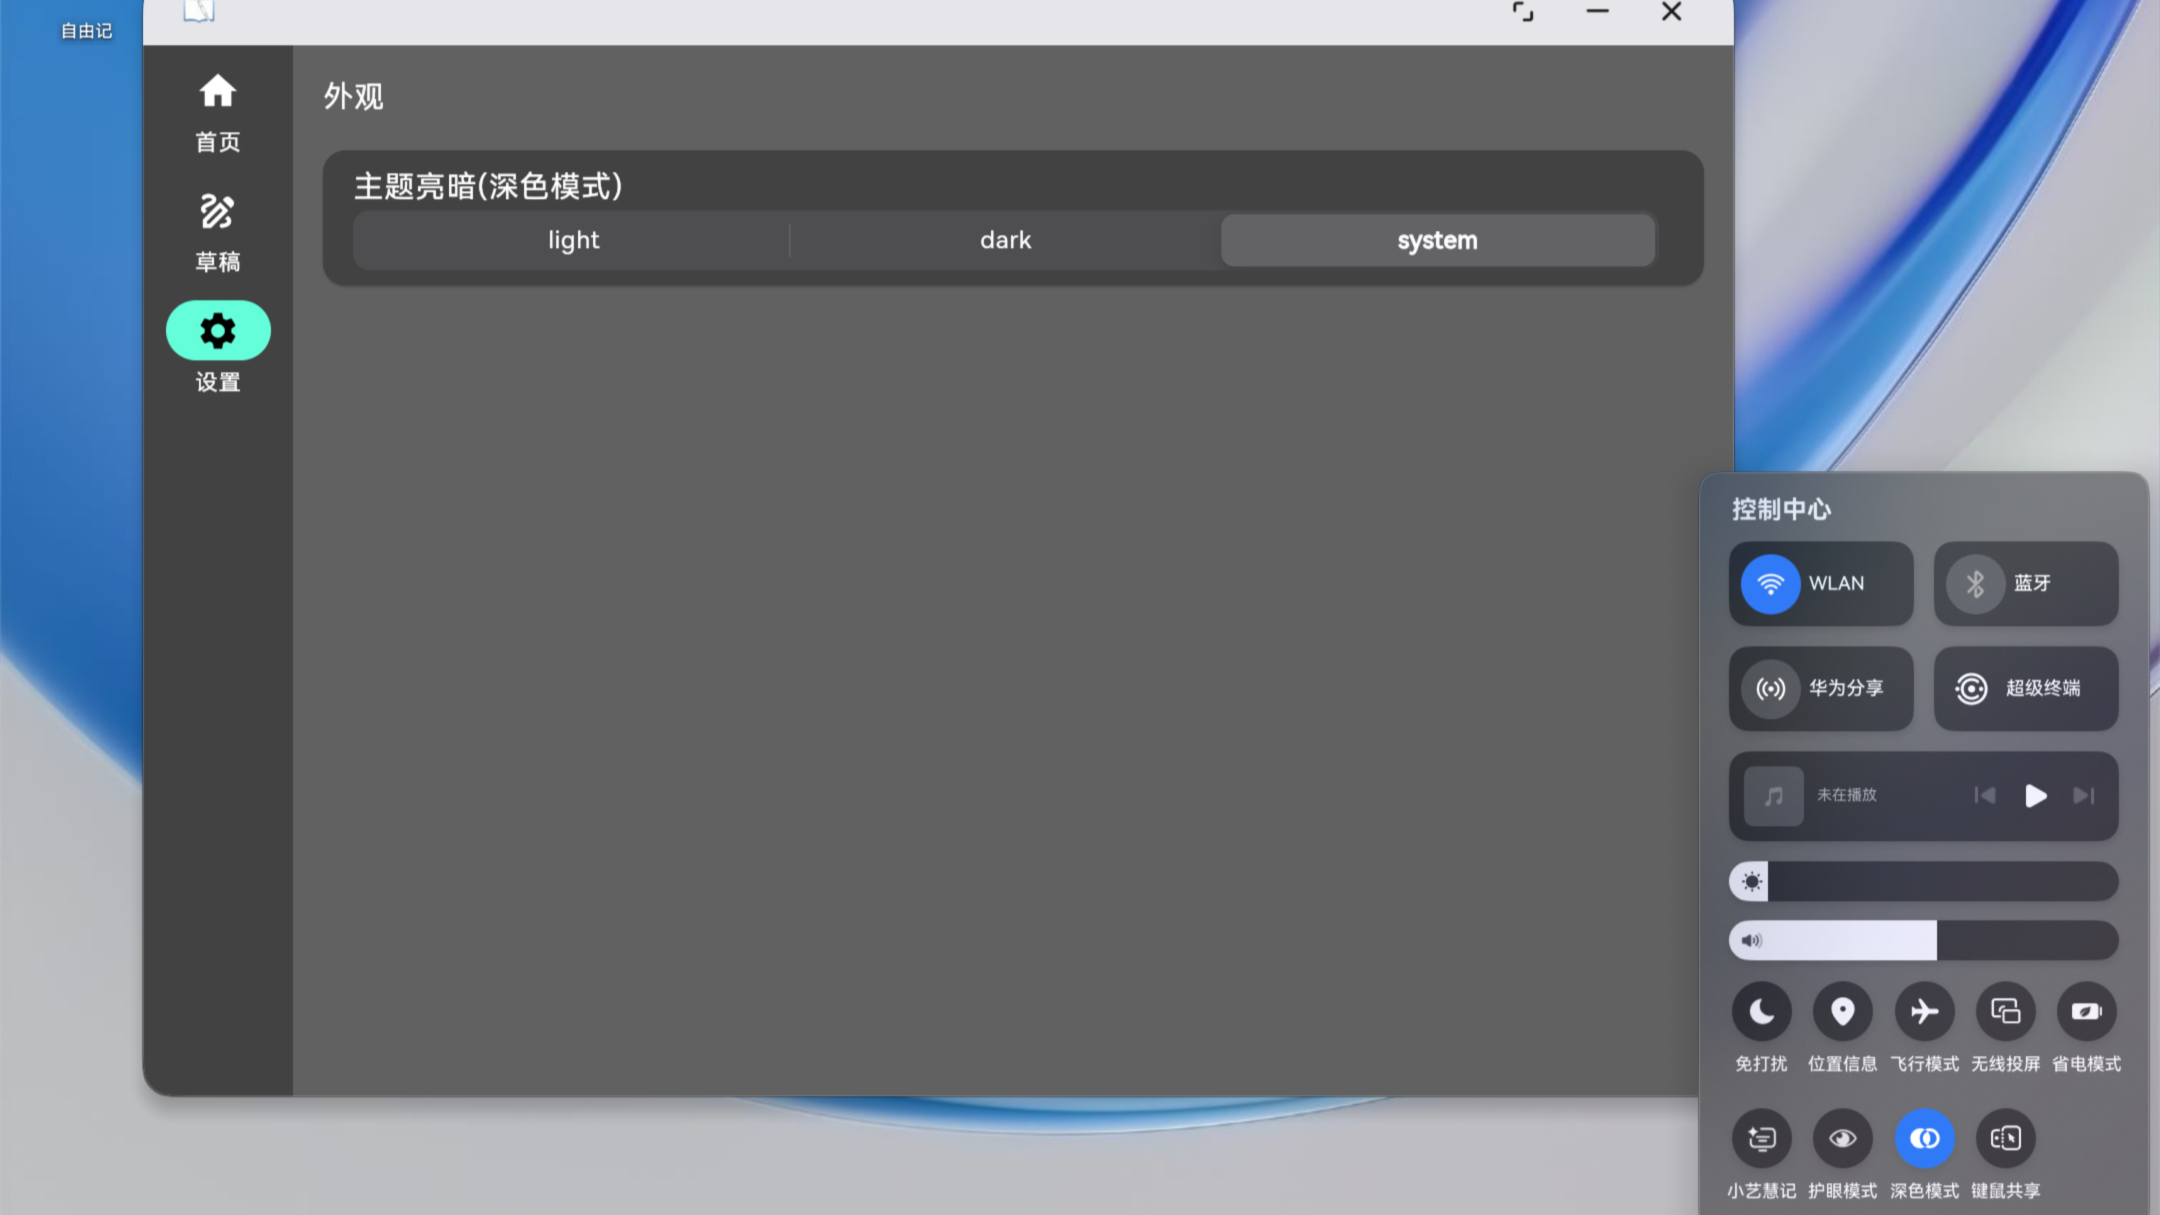 自由记
首页
草稿
设置
外观
主题亮暗(深色模式)
light
dark
system
控制中心
WLAN
蓝牙
华为分享
超级终端
未在播放
免打扰
位置信息
飞行模式
无线投屏
省电模式
小艺慧记
护眼模式
深色模式
键鼠共享